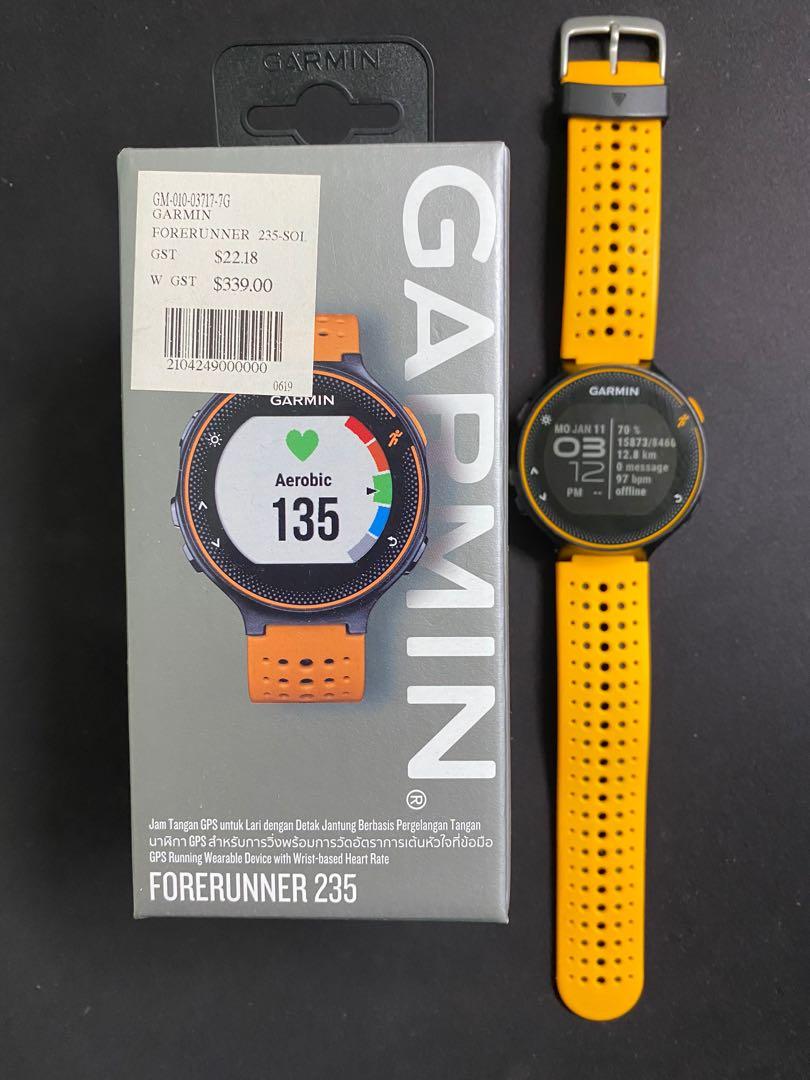 GARMIN
GM-010-03717-7G
GARMIN
FORERUNNER 235-SOL
GST $22.18
W GST $339.00
2104249000000
0619
GARMIN
GARMIN
Aerobic
135
Jam Tangan GPS untuk Lari dengan Detak Jantung Berbasis Pergelangan Tangan
นาฬิกา GPS สำหรับการวิ่งพร้อมการวัดอัตราการเต้นหัวใจที่ข้อมือ
GPS Running Wearable Device with Wrist-based Heart Rate
FORERUNNER 235
GARMIN®
MO JAN 11
03
12
PM --
70 %
15873/8460
12.8 km
0 message
97 bpm
offline